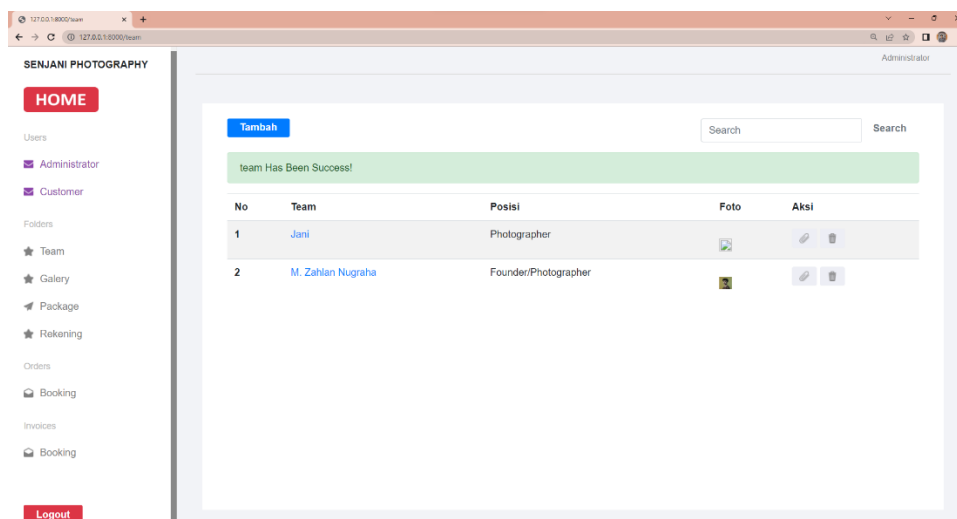 127.0.0.1:8000/team
127.0.0.1:8000/team
SENJANI PHOTOGRAPHY
Administrator
HOME
Users
Administrator
Customer
Folders
Team
Galery
Package
Rekening
Orders
Booking
Invoices
Booking
Logout
Tambah
Search
Search
team Has Been Success!
No Team Posisi Foto Aksi
1 Jani Photographer
2 M. Zahlan Nugraha Founder/Photographer